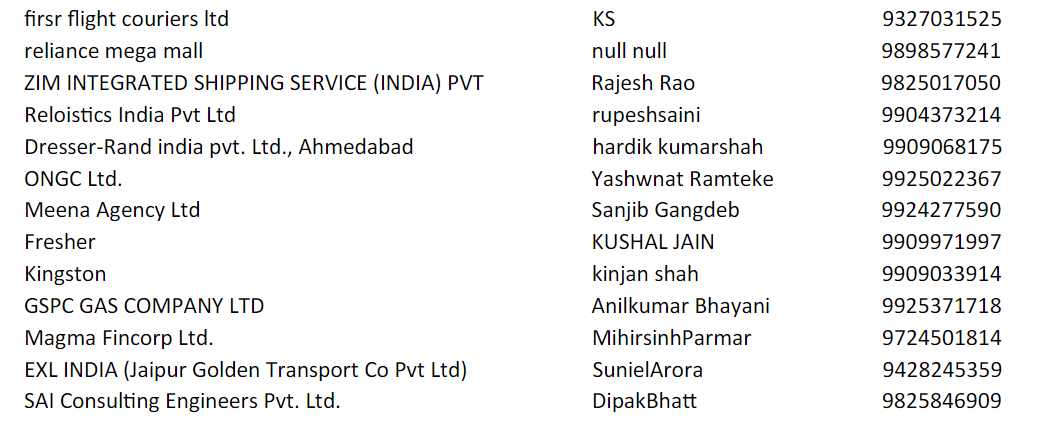 firsr flight couriers ltd KS 9327031525
reliance mega mall null null 9898577241
ZIM INTEGRATED SHIPPING SERVICE (INDIA) PVT Rajesh Rao 9825017050
Reloistics India Pvt Ltd rupeshsaini 9904373214
Dresser-Rand india pvt. Ltd., Ahmedabad hardik kumarshah 9909068175
ONGC Ltd. Yashwnat Ramteke 9925022367
Meena Agency Ltd Sanjib Gangdeb 9924277590
Fresher KUSHAL JAIN 9909971997
Kingston kinjan shah 9909033914
GSPC GAS COMPANY LTD Anilkumar Bhayani 9925371718
Magma Fincorp Ltd. MihirsinhParmar 9724501814
EXL INDIA (Jaipur Golden Transport Co Pvt Ltd) SunielArora 9428245359
SAI Consulting Engineers Pvt. Ltd. DipakBhatt 9825846909